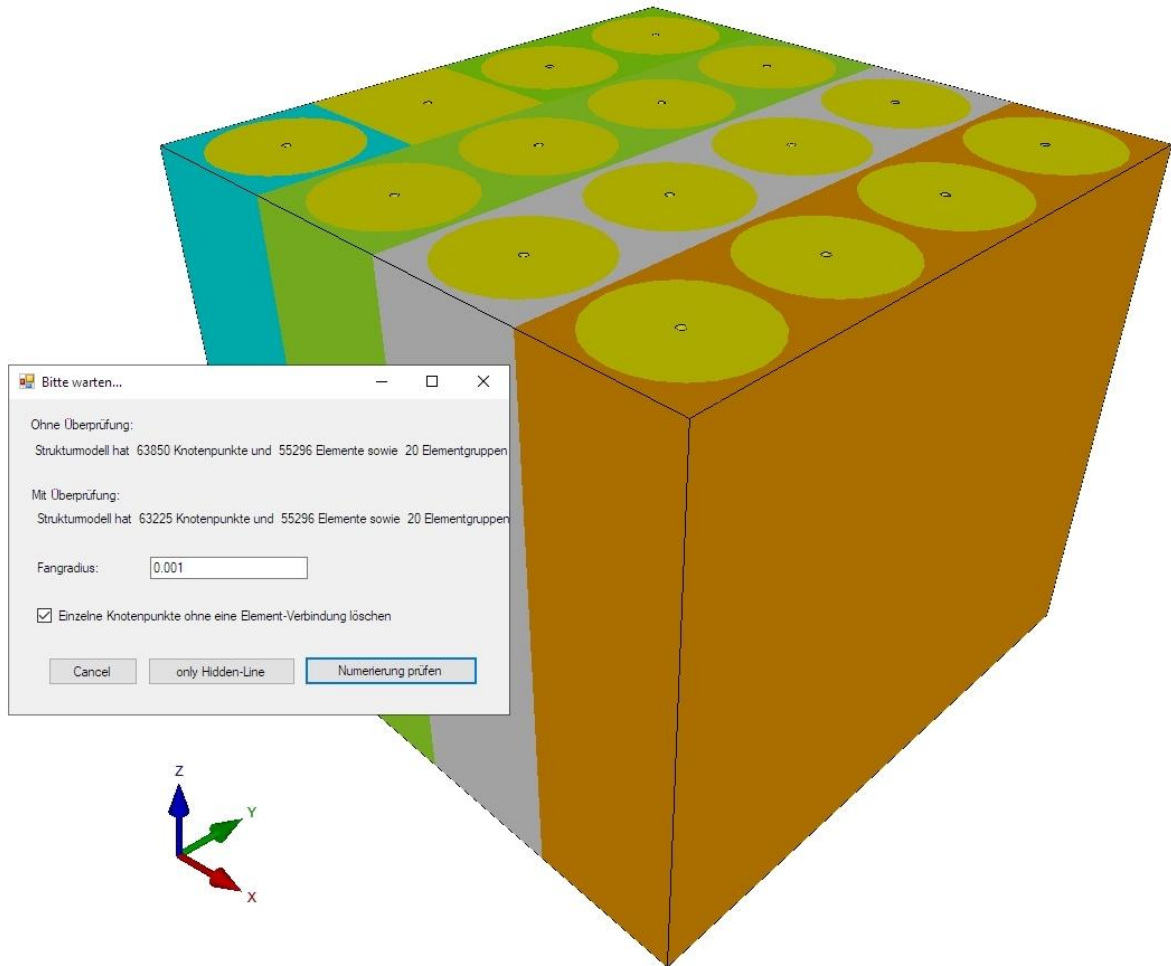 Bitte warten...
Ohne Überprüfung:
Strukturmodell hat 63850 Knotenpunkte und 55296 Elemente sowie 20 Elementgruppen
Mit Überprüfung:
Strukturmodell hat 63225 Knotenpunkte und 55296 Elemente sowie 20 Elementgruppen
Fangradius: 0.001
Einzelne Knotenpunkte ohne eine Element-Verbindung löschen
Cancel only Hidden-Line Numerierung prüfen
Z
Y
X